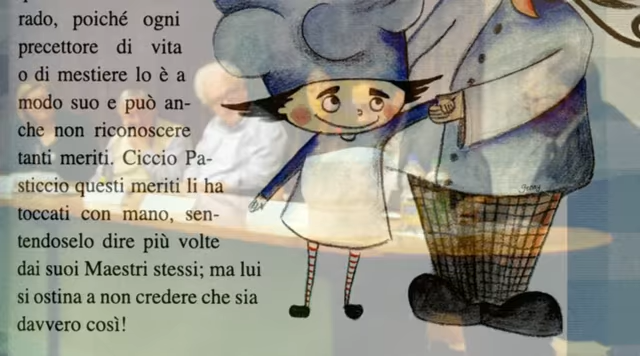 rado, poiché ogni
precettore di vita
o di mestiere lo è a
modo suo e può an-
che non riconoscere
tanti meriti. Ciccio Pa-
sticcio questi meriti li ha
toccati con mano, sen-
tendoselo dire più volte
dai suoi Maestri stessi; ma lui
si ostina a non credere che sia
davvero così!